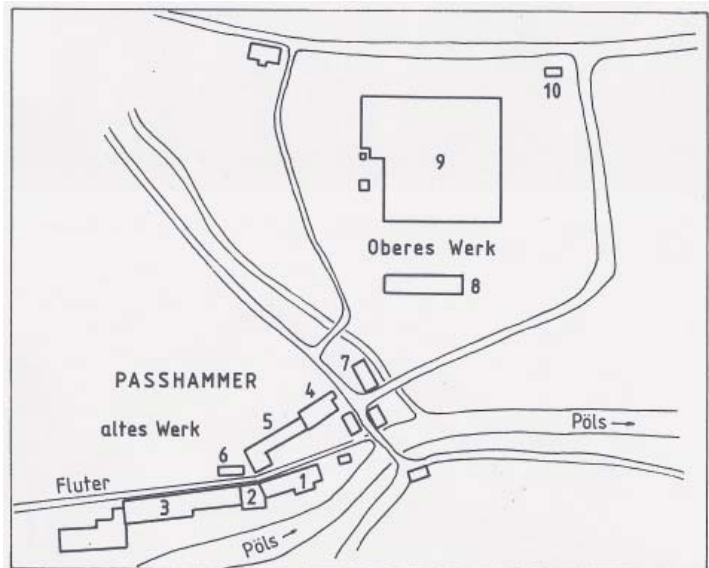 10
9
Oberes Werk
8
7
PASSHAMMER
4
altes Werk
5
Pöls →
6
Fluter
1
2
3
Pöls →